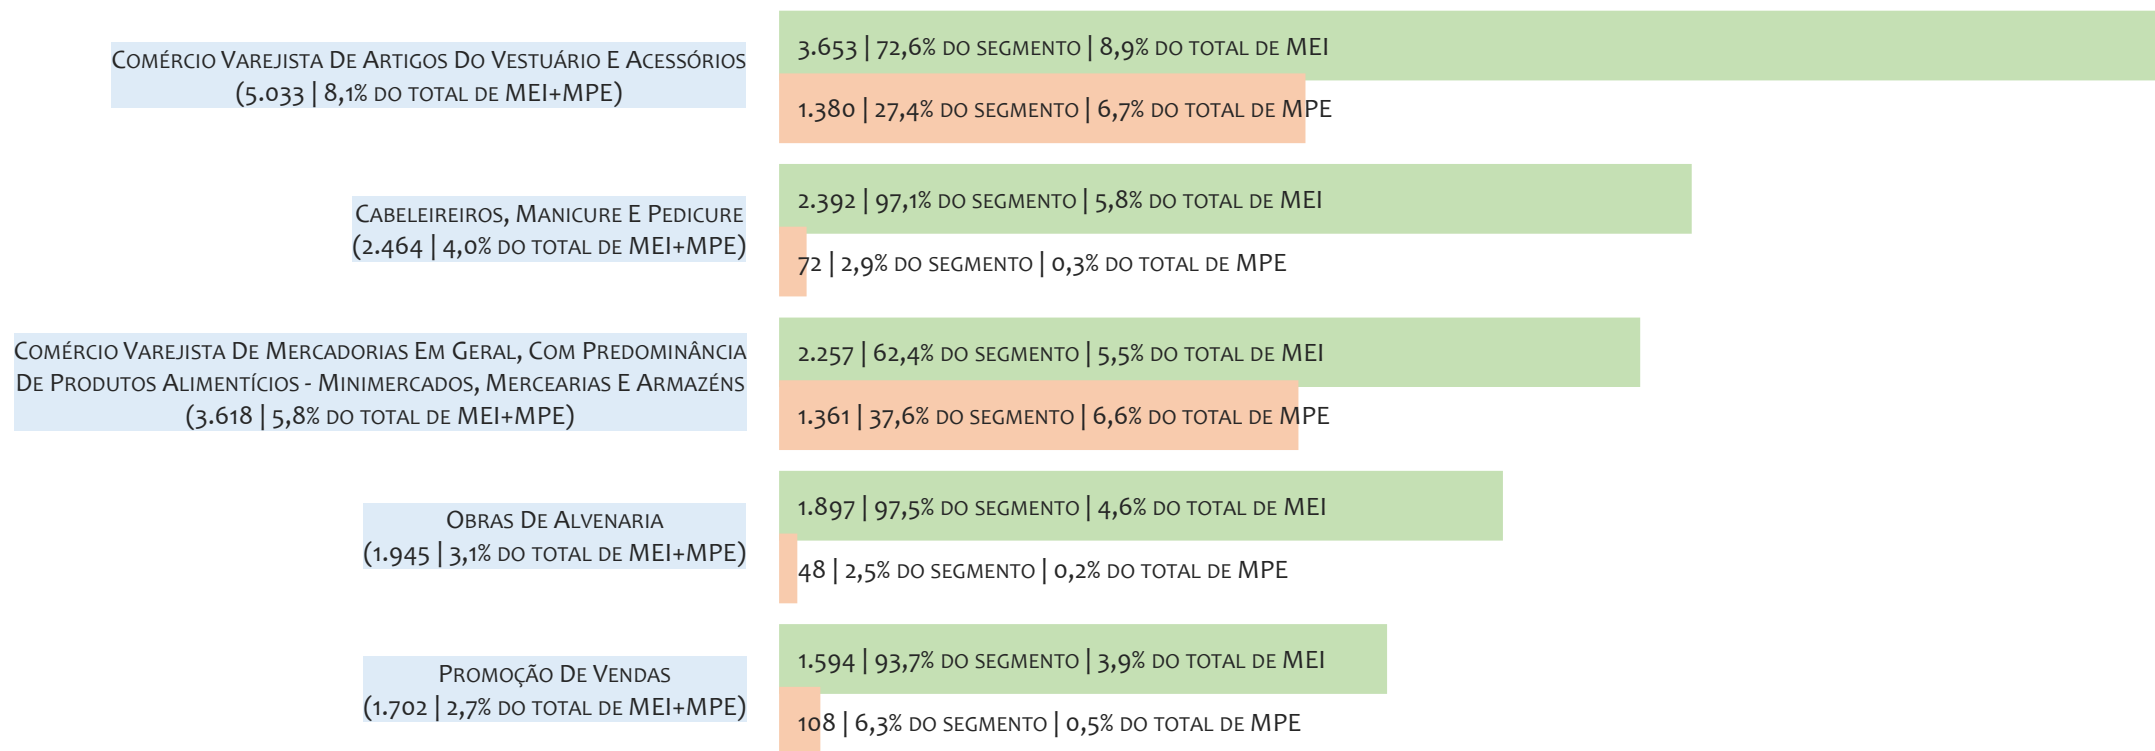 Comércio Varejista De Artigos Do Vestuário E Acessórios
(5.033 | 8,1% do total de MEI+MPE)
3.653 | 72,6% do segmento | 8,9% do total de MEI
1.380 | 27,4% do segmento | 6,7% do total de MPE
Cabeleireiros, Manicure E Pedicure
(2.464 | 4,0% do total de MEI+MPE)
2.392 | 97,1% do segmento | 5,8% do total de MEI
72 | 2,9% do segmento | 0,3% do total de MPE
Comércio Varejista De Mercadorias Em Geral, Com Predominância
De Produtos Alimentícios - Minimercados, Mercearias E Armazéns
(3.618 | 5,8% do total de MEI+MPE)
2.257 | 62,4% do segmento | 5,5% do total de MEI
1.361 | 37,6% do segmento | 6,6% do total de MPE
Obras De Alvenaria
(1.945 | 3,1% do total de MEI+MPE)
1.897 | 97,5% do segmento | 4,6% do total de MEI
48 | 2,5% do segmento | 0,2% do total de MPE
Promoção De Vendas
(1.702 | 2,7% do total de MEI+MPE)
1.594 | 93,7% do segmento | 3,9% do total de MEI
108 | 6,3% do segmento | 0,5% do total de MPE